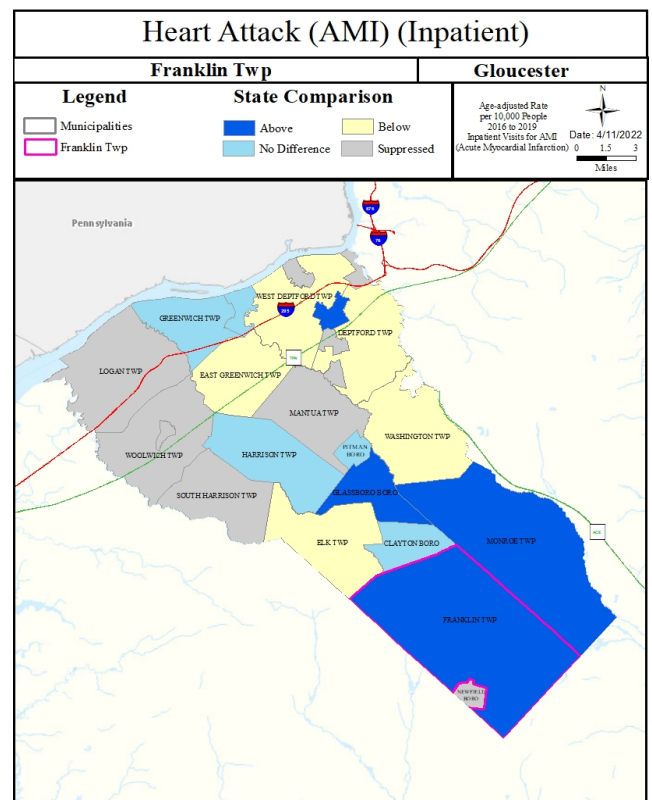 Heart Attack (AMI) (Inpatient)
Franklin Twp
Gloucester
Legend
Municipalities
Franklin Twp
State Comparison
Above
Below
No Difference
Suppressed
Age-adjusted Rate
per 10,000 People
2016 to 2019
Inpatient Visits for AMI
(Acute Myocardial Infarction)
N
Date: 4/11/2022
0 1.5 3
Miles
Pennsylvania
676
76
WEST DEPTFORD TWP
295
GREENWICH TWP
DEPTFORD TWP
LOGAN TWP
EAST GREENWICH TWP
MANTUA TWP
WASHINGTON TWP
PITMAN
BORO
WOOLWICH TWP
HARRISON TWP
GLASSBORO BORO
SOUTH HARRISON TWP
ELK TWP
CLAYTON BORO
MONROE TWP
FRANKLIN TWP
NEWFIELD
BORO